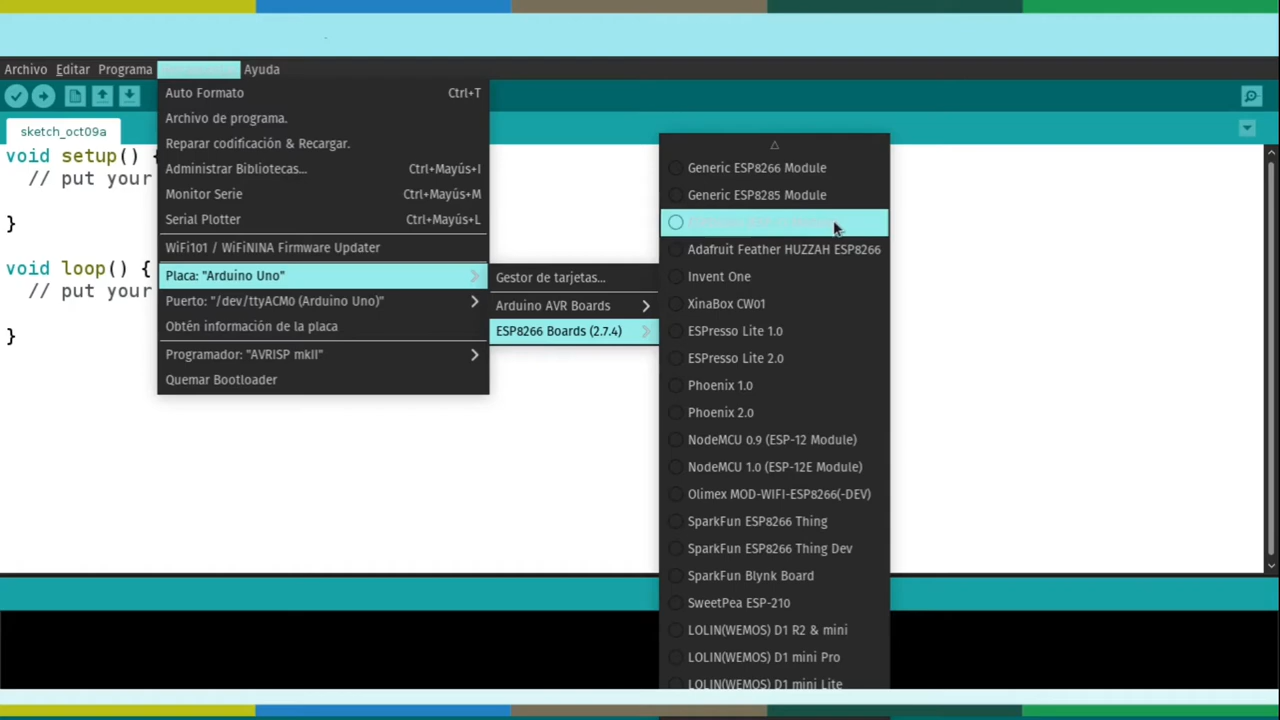 Archivo Editar Programa Ayuda
sketch_oct09a
void setup() {
// put your
}
void loop() {
// put your
}
Auto Formato Ctrl+T
Archivo de programa.
Reparar codificación & Recargar.
Administrar Bibliotecas... Ctrl+Mayús+I
Monitor Serie Ctrl+Mayús+M
Serial Plotter Ctrl+Mayús+L
WiFi101 / WiFiNINA Firmware Updater
Placa: "Arduino Uno"
Puerto: "/dev/ttyACM0 (Arduino Uno)"
Obtén información de la placa
Programador: "AVRISP mkII"
Quemar Bootloader
Gestor de tarjetas...
Arduino AVR Boards
ESP8266 Boards (2.7.4)
Generic ESP8266 Module
Generic ESP8285 Module
Adafruit Feather HUZZAH ESP8266
Invent One
XinaBox CW01
ESPresso Lite 1.0
ESPresso Lite 2.0
Phoenix 1.0
Phoenix 2.0
NodeMCU 0.9 (ESP-12 Module)
NodeMCU 1.0 (ESP-12E Module)
Olimex MOD-WIFI-ESP8266(-DEV)
SparkFun ESP8266 Thing
SparkFun ESP8266 Thing Dev
SparkFun Blynk Board
SweetPea ESP-210
LOLIN(WEMOS) D1 R2 & mini
LOLIN(WEMOS) D1 mini Pro
LOLIN(WEMOS) D1 mini Lite